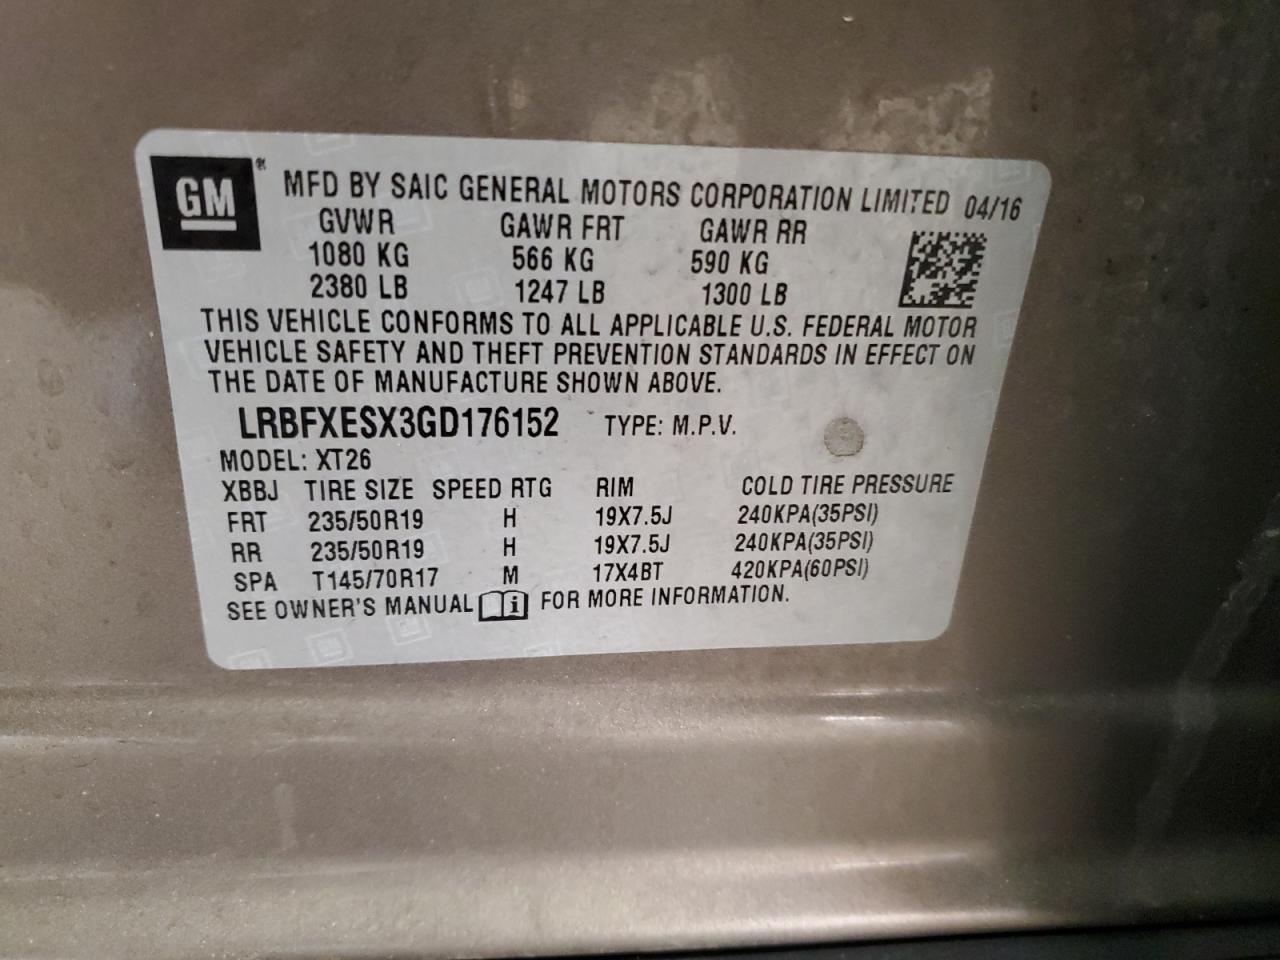 GM ® MFD BY SAIC GENERAL MOTORS CORPORATION LIMITED 04/16
GVWR GAWR FRT GAWR RR
1080 KG 566 KG 590 KG
2380 LB 1247 LB 1300 LB
THIS VEHICLE CONFORMS TO ALL APPLICABLE U.S. FEDERAL MOTOR
VEHICLE SAFETY AND THEFT PREVENTION STANDARDS IN EFFECT ON
THE DATE OF MANUFACTURE SHOWN ABOVE.
LRBFXESX3GD176152 TYPE: M.P.V.
MODEL: XT26
XBBJ TIRE SIZE SPEED RTG RIM COLD TIRE PRESSURE
FRT 235/50R19 H 19X7.5J 240KPA(35PSI)
RR 235/50R19 H 19X7.5J 240KPA(35PSI)
SPA T145/70R17 M 17X4BT 420KPA(60PSI)
SEE OWNER'S MANUAL i FOR MORE INFORMATION.